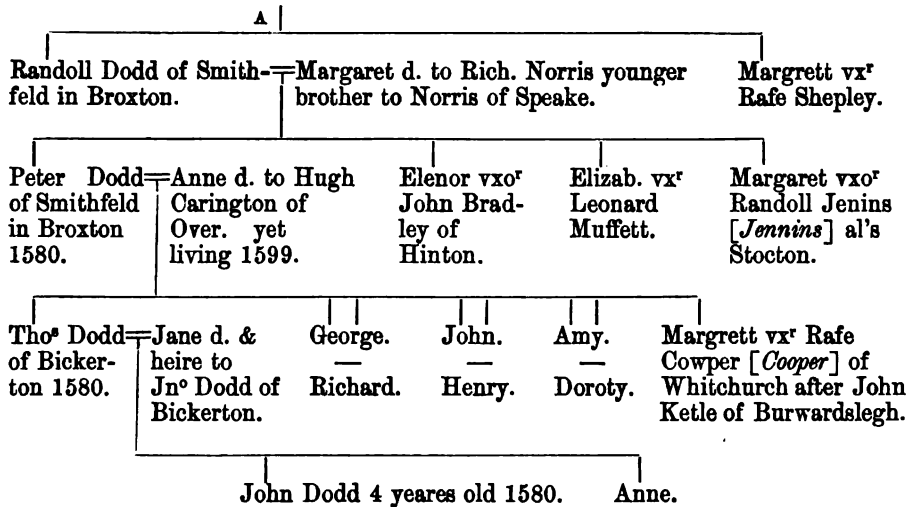 A
Randoll Dodd of Smith-
feld in Broxton.
Margaret d. to Rich. Norris younger
brother to Norris of Speake.
Margrett vxʳ
Rafe Shepley.
Peter Dodd
of Smithfeld
in Broxton
1580.
Anne d. to Hugh
Carington of
Over. yet
living 1599.
Elenor vxoʳ
John Brad-
ley of
Hinton.
Elizab. vxʳ
Leonard
Muffett.
Margaret vxoʳ
Randoll Jenins
[Jennins] al's
Stocton.
Thoˢ Dodd
of Bicker-
ton 1580.
Jane d. &
heire to
Jnº Dodd of
Bickerton.
George.
—
Richard.
John.
—
Henry.
Amy.
—
Doroty.
Margrett vxʳ Rafe
Cowper [Cooper] of
Whitchurch after John
Ketle of Burwardslegh.
John Dodd 4 yeares old 1580.
Anne.